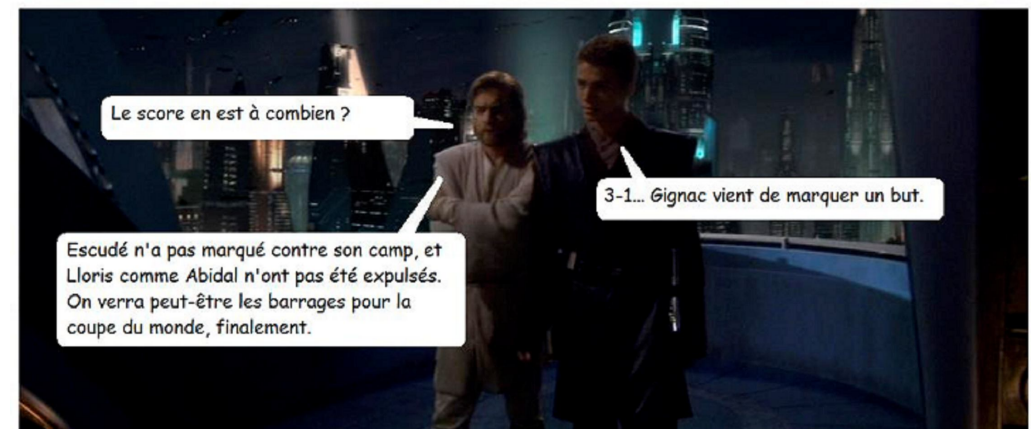 Le score en est à combien ?
3-1... Gignac vient de marquer un but.
Escudé n'a pas marqué contre son camp, et
Lloris comme Abidal n'ont pas été expulsés.
On verra peut-être les barrages pour la
coupe du monde, finalement.